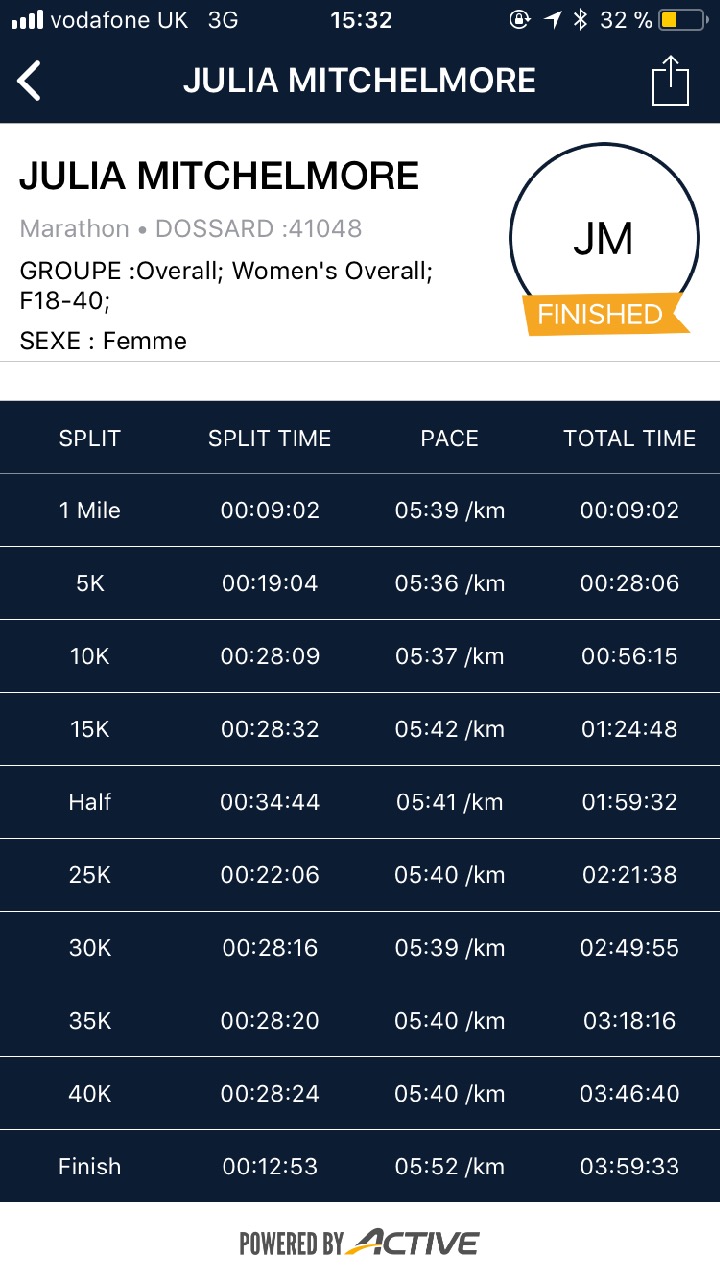 vodafone UK 3G 15:32 32 %
JULIA MITCHELMORE
JULIA MITCHELMORE
Marathon • DOSSARD :41048
JM
GROUPE :Overall; Women's Overall;
F18-40;
FINISHED
SEXE : Femme
SPLIT SPLIT TIME PACE TOTAL TIME
1 Mile 00:09:02 05:39 /km 00:09:02
5K 00:19:04 05:36 /km 00:28:06
10K 00:28:09 05:37 /km 00:56:15
15K 00:28:32 05:42 /km 01:24:48
Half 00:34:44 05:41 /km 01:59:32
25K 00:22:06 05:40 /km 02:21:38
30K 00:28:16 05:39 /km 02:49:55
35K 00:28:20 05:40 /km 03:18:16
40K 00:28:24 05:40 /km 03:46:40
Finish 00:12:53 05:52 /km 03:59:33
POWERED BY ACTIVE